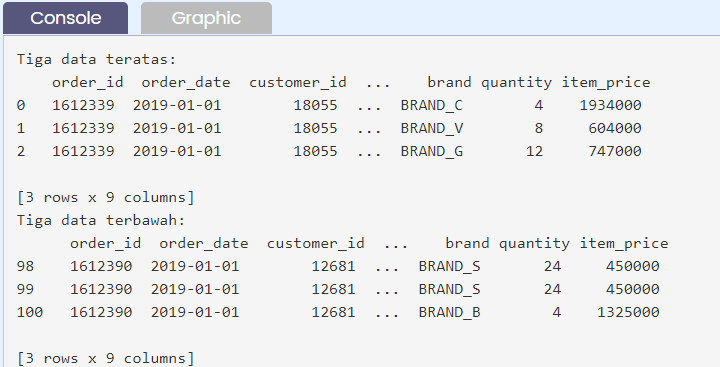 Console Graphic
Tiga data teratas:
order_id order_date customer_id ... brand quantity item_price
0 1612339 2019-01-01 18055 ... BRAND_C 4 1934000
1 1612339 2019-01-01 18055 ... BRAND_V 8 604000
2 1612339 2019-01-01 18055 ... BRAND_G 12 747000
[3 rows x 9 columns]
Tiga data terbawah:
order_id order_date customer_id ... brand quantity item_price
98 1612390 2019-01-01 12681 ... BRAND_S 24 450000
99 1612390 2019-01-01 12681 ... BRAND_S 24 450000
100 1612390 2019-01-01 12681 ... BRAND_B 4 1325000
[3 rows x 9 columns]